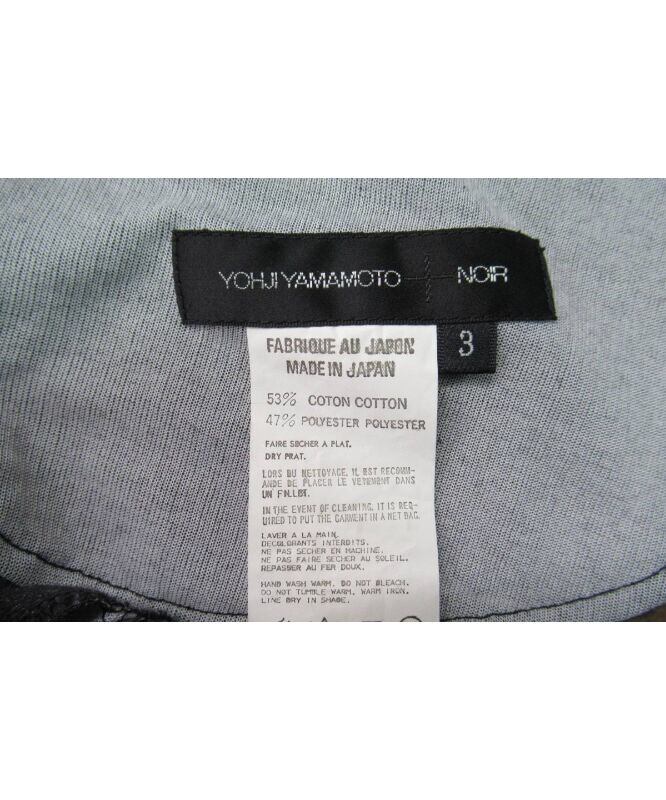 YOHJI YAMAMOTO NOIR
3
FABRIQUE AU JAPON
MADE IN JAPAN
53% COTON COTTON
47% POLYESTER POLYESTER
FAIRE SECHER A PLAT.
DRY PRAT.
LORS DU NETTOYAGE, IL EST RECOMM-
ANDE DE PLACER LE VETEMENT DANS
UN FILLET.
IN THE EVENT OF CLEANING, IT IS REQ-
UIRED TO PUT THE GARMENT IN A NET BAG.
LAVER A LA MAIN.
DECOLORANTS INTERDITS.
NE PAS SECHER EN MACHINE.
NE PAS FAIRE SECHER AU SOLEIL.
REPASSER AU FER DOUX.
HAND WASH WARM. DO NOT BLEACH.
DO NOT TUMBLE WARM. WARM IRON.
LINE DRY IN SHADE.